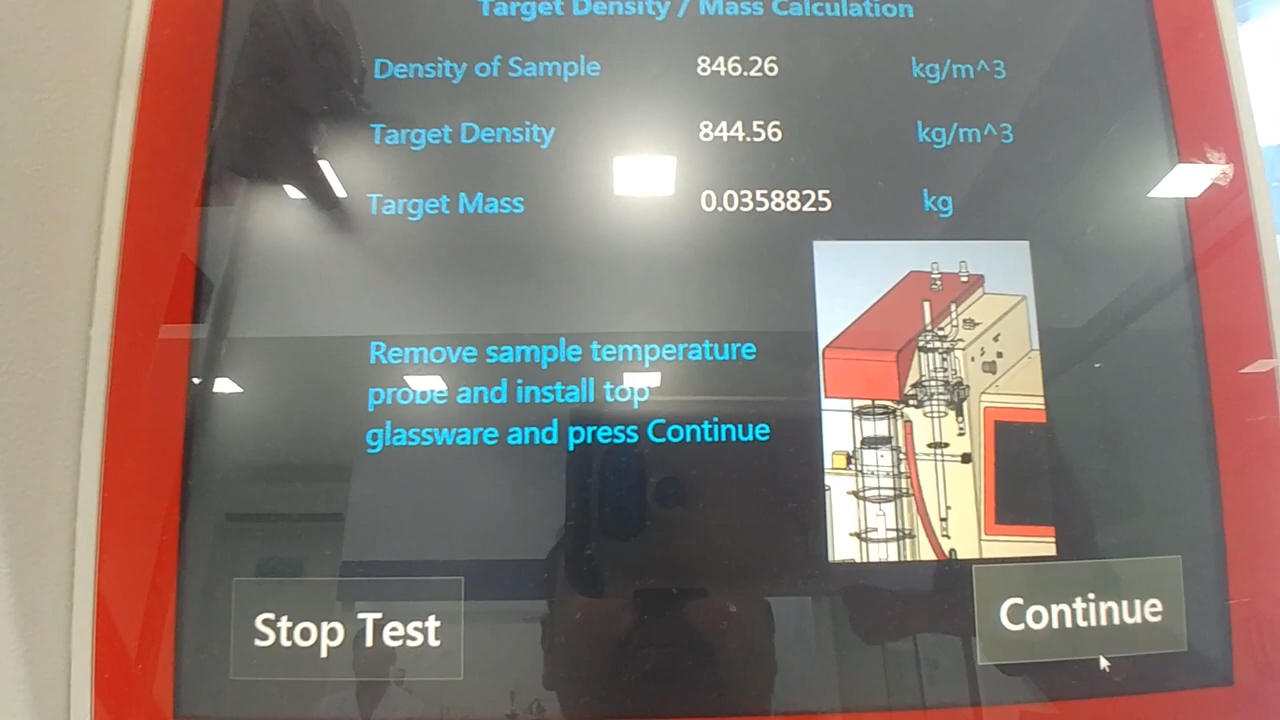 Target Density / Mass Calculation
Density of Sample 846.26 kg/m^3
Target Density 844.56 kg/m^3
Target Mass 0.0358825 kg
Remove sample temperature
probe and install top
glassware and press Continue
Stop Test
Continue